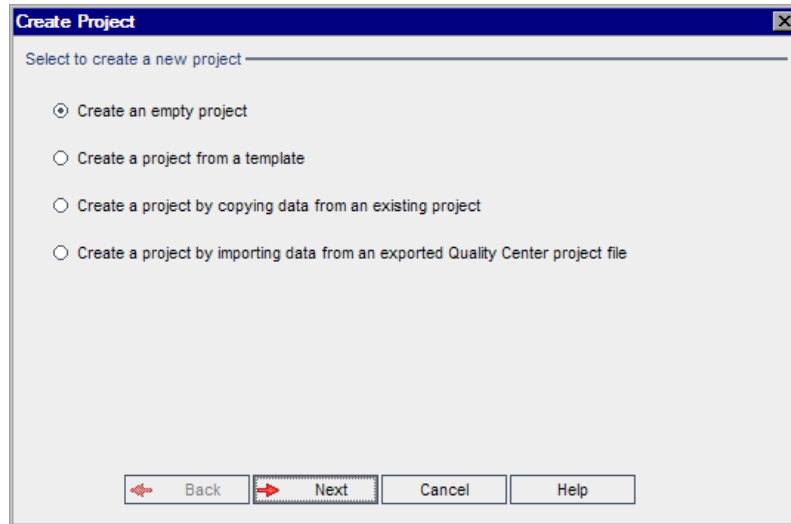 Create Project
Select to create a new project
Create an empty project
Create a project from a template
Create a project by copying data from an existing project
Create a project by importing data from an exported Quality Center project file
Back Next Cancel Help